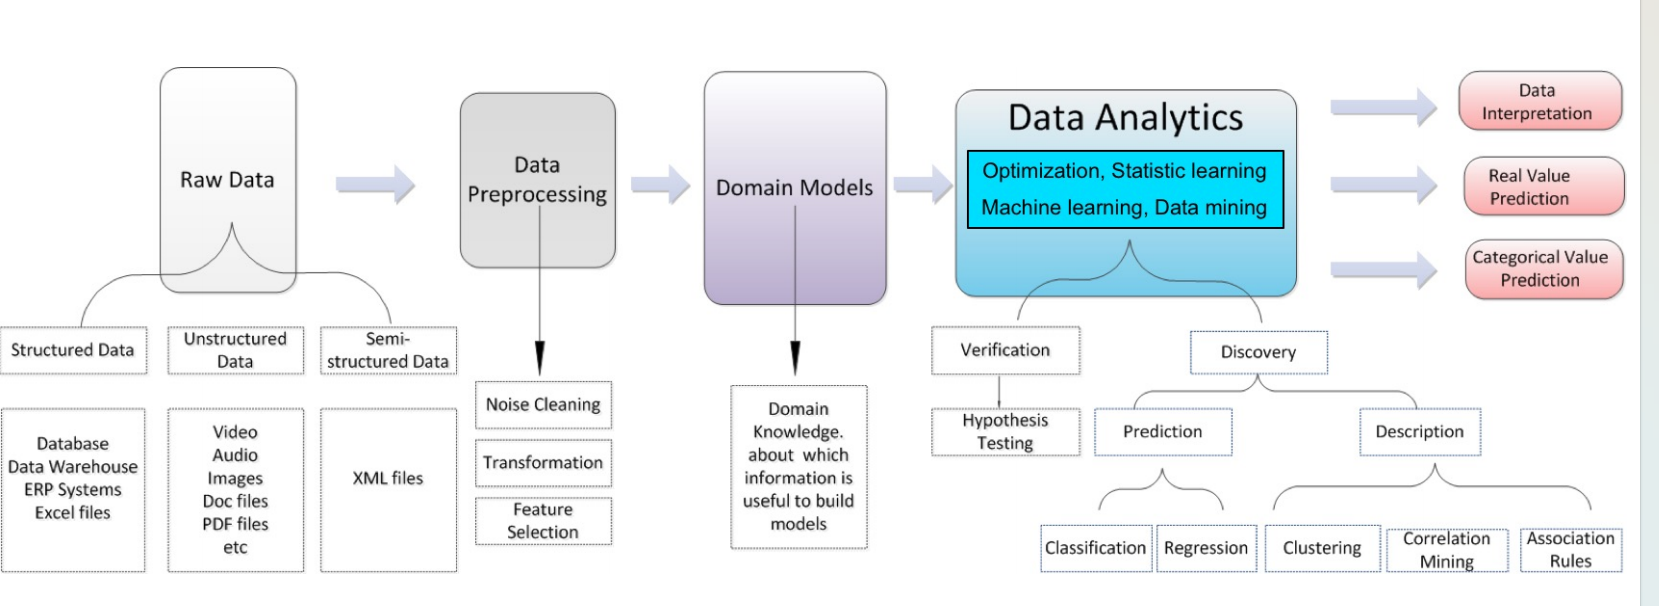 Raw Data
Data
Preprocessing
Domain Models
Data Analytics
Optimization, Statistic learning
Machine learning, Data mining
Data
Interpretation
Real Value
Prediction
Categorical Value
Prediction
Structured Data
Unstructured
Data
Semi-
structured Data
Database
Data Warehouse
ERP Systems
Excel files
Video
Audio
Images
Doc files
PDF files
etc
XML files
Noise Cleaning
Transformation
Feature
Selection
Domain
Knowledge.
about which
information is
useful to build
models
Verification
Hypothesis
Testing
Discovery
Prediction
Description
Classification
Regression
Clustering
Correlation
Mining
Association
Rules